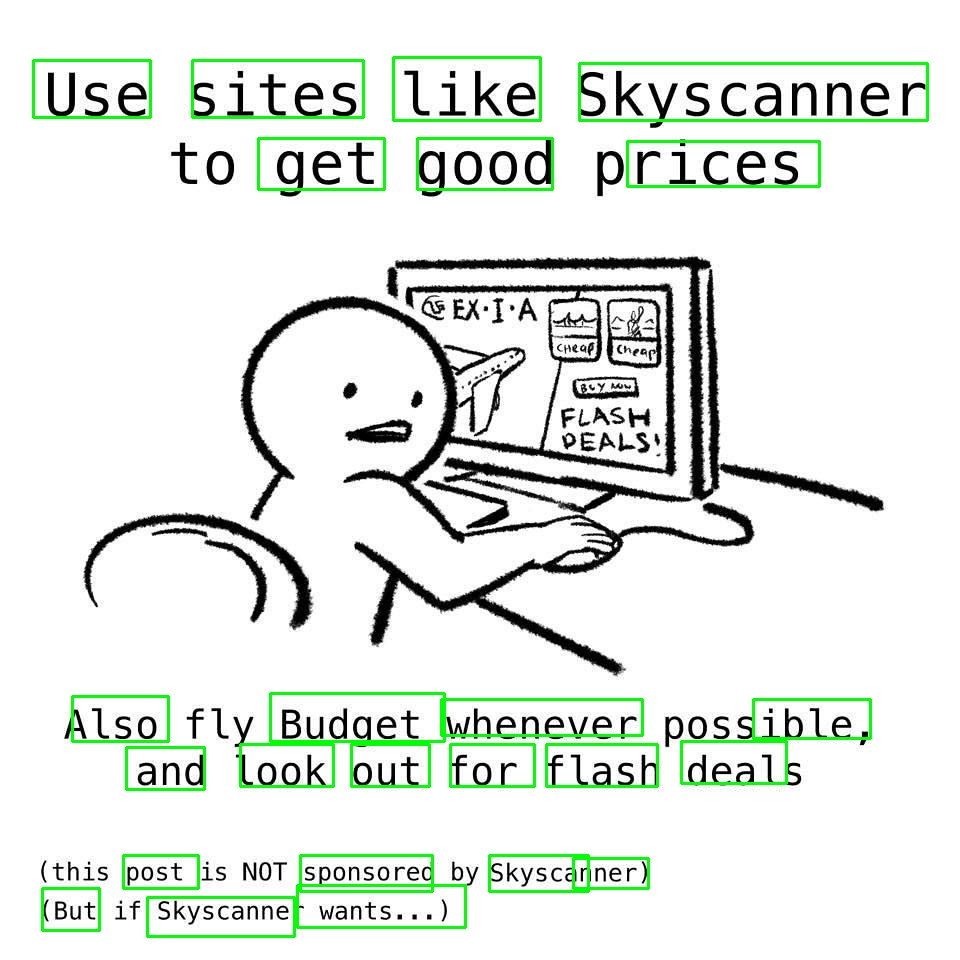 Use sites like Skyscanner
to get good prices
EX·I·A
cheap cheap
BUY NOW
FLASH
DEALS!
Also fly Budget whenever possible,
and look out for flash deals
(this post is NOT sponsored by Skyscanner)
(But if Skyscanner wants...)